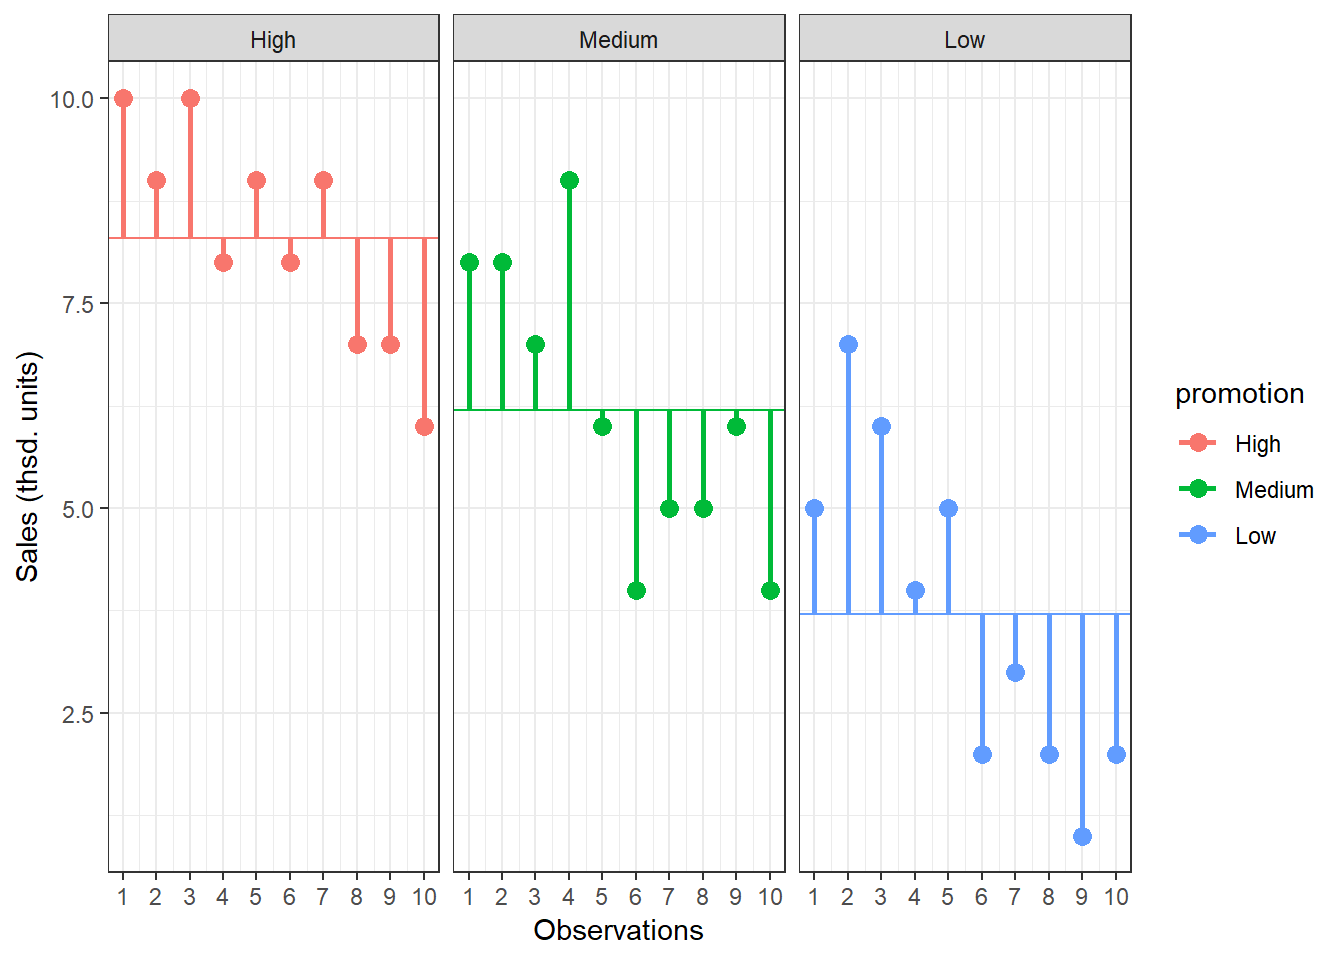 High Medium Low
10.0
7.5
5.0
2.5
Sales (thsd. units)
1 2 3 4 5 6 7 8 9 10 1 2 3 4 5 6 7 8 9 10 1 2 3 4 5 6 7 8 9 10
Observations
promotion
High
Medium
Low